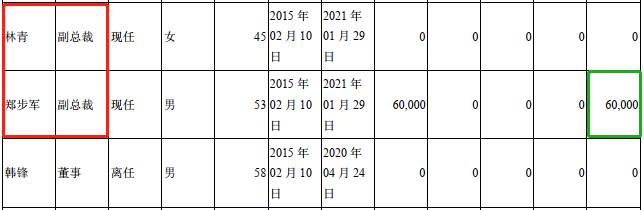 林青 副总裁 现任 女 45 2015 年 02 月 10 日 2021 年 01 月 29 日 0 0 0 0 0
郑步军 副总裁 现任 男 53 2015 年 02 月 10 日 2021 年 01 月 29 日 60,000 0 0 0 60,000
韩锋 董事 离任 男 58 2015 年 02 月 10 日 2020 年 04 月 24 日 0 0 0 0 0